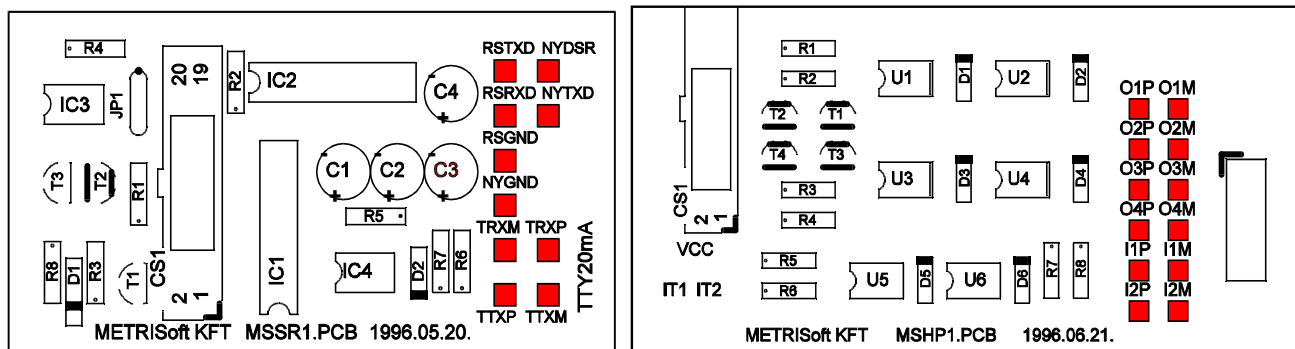 RSTXD NYDSR
R4
20 19
R2
IC2
IC3
JP1
C4
RSRXD NYTXD
RSGND
C1 C2 C3
T3 T2
R1
NYGND
R5
TRXM TRXP
IC1
IC4
D2 R7 R6
R8 D1 R3 T1
CS1
2 1
TTY20mA
TTXP TTXM
METRISoft KFT MSSR1.PCB 1996.05.20.
R1
R2
U1 D1 U2 D2
O1P O1M
T2 T1
O2P O2M
T4 T3
O3P O3M
U3 D3 U4 D4
R3
R4
CS1
2 1
O4P O4M
VCC
I1P I1M
R5
U5 D5 U6 D6 R7 R8
IT1 IT2
R6
I2P I2M
METRISoft KFT MSHP1.PCB 1996.06.21.